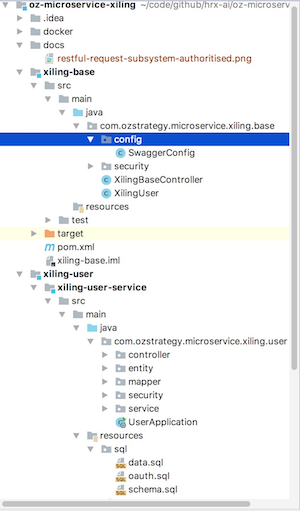 oz-microservice-xiling ~/code/github/hrx-ai/oz-microserv
.idea
docker
docs
restful-request-subsystem-authoritised.png
xiling-base
src
main
java
com.ozstrategy.microservice.xiling.base
config
SwaggerConfig
security
XilingBaseController
XilingUser
resources
test
target
pom.xml
xiling-base.iml
xiling-user
xiling-user-service
src
main
java
com.ozstrategy.microservice.xiling.user
controller
entity
mapper
security
service
UserApplication
resources
sql
data.sql
oauth.sql
schema.sql